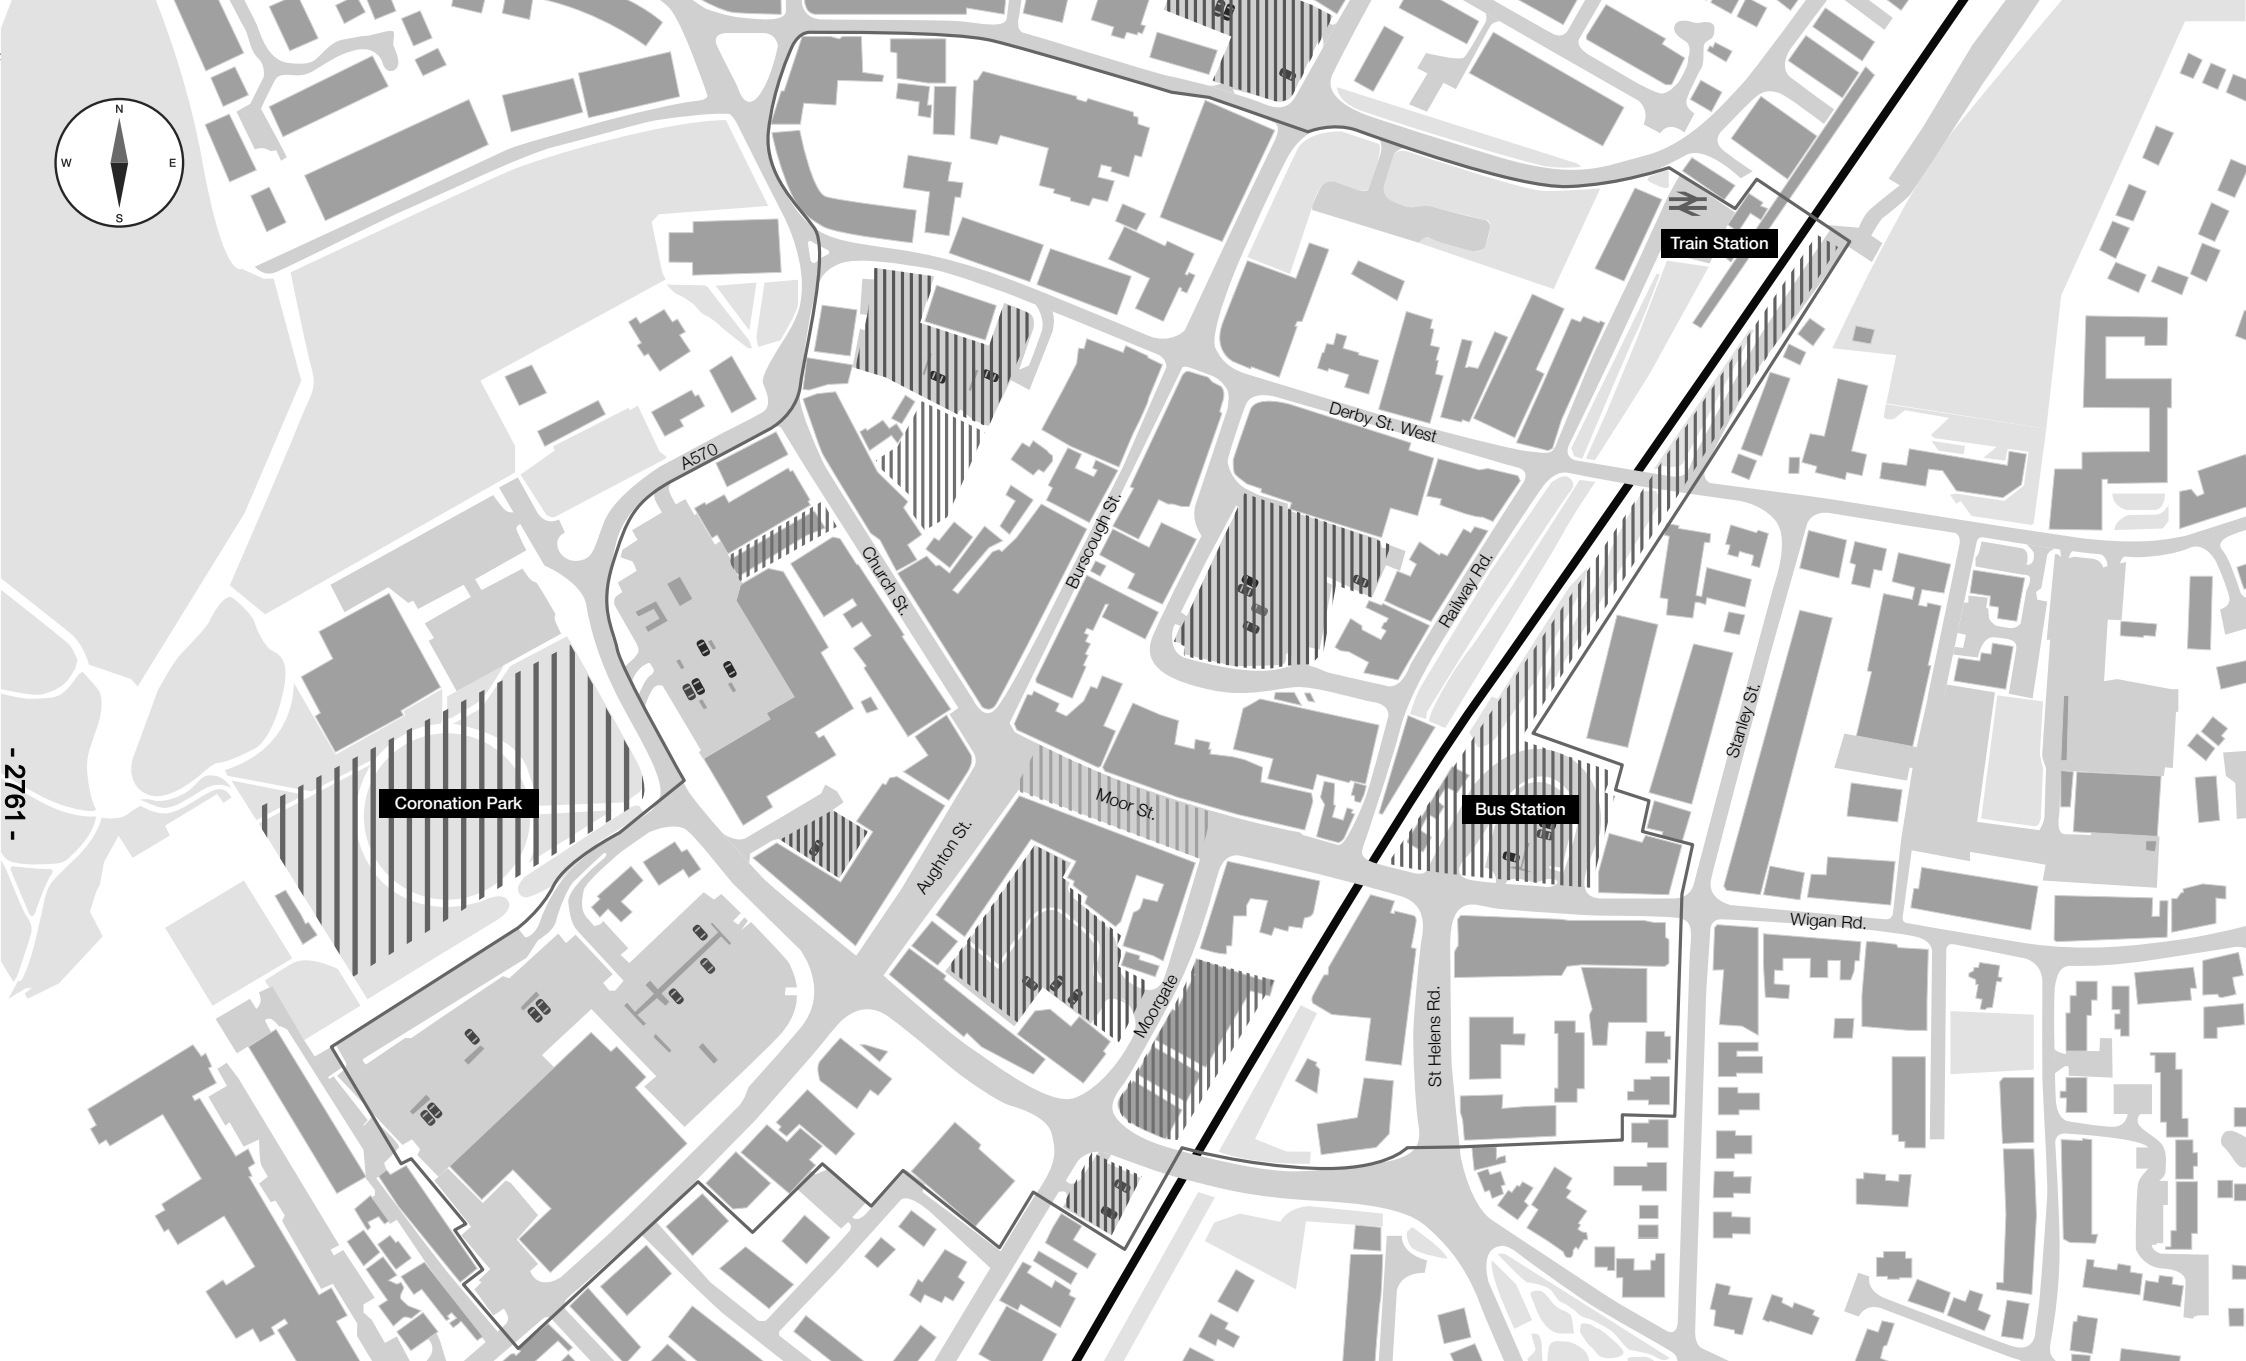 N
W E
S
Train Station
Derby St. West
A570
Burscough St.
Church St.
Railway Rd.
Stanley St.
- 2761 -
Coronation Park
Moor St.
Bus Station
Aughton St.
Wigan Rd.
Moorgate
St Helens Rd.